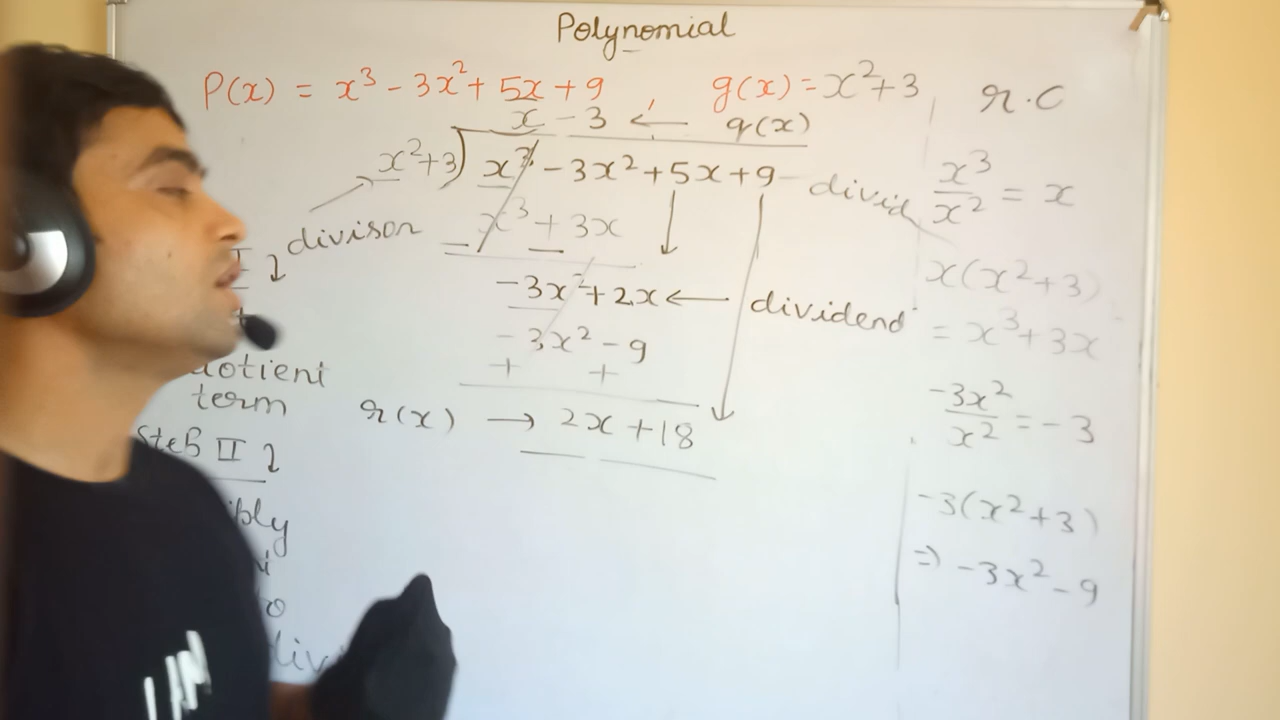 Polynomial
P(x) = x³ - 3x² + 5x + 9 , g(x) = x² + 3
x - 3 ← q(x)
x²+3) x³ - 3x² + 5x + 9 divid
divisor
x³ + 3x
-3x² + 2x ← dividend
-3x² - 9
+ +
r(x) → 2x + 18
term
Step II
r.c
x³/x² = x
x(x²+3)
= x³ + 3x
-3x²/x² = -3
-3(x²+3)
⇒ -3x² - 9